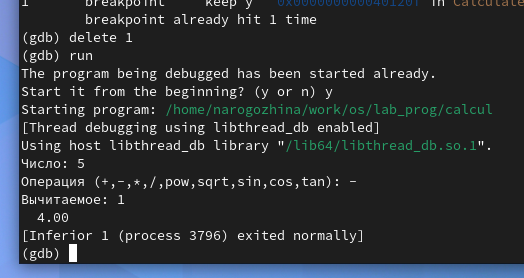 1       breakpoint     keep y   0x0000000000401207 in Calculate
        breakpoint already hit 1 time
(gdb) delete 1
(gdb) run
The program being debugged has been started already.
Start it from the beginning? (y or n) y
Starting program: /home/narogozhina/work/os/lab_prog/calcul
[Thread debugging using libthread_db enabled]
Using host libthread_db library "/lib64/libthread_db.so.1".
Число: 5
Операция (+,-,*,/,pow,sqrt,sin,cos,tan): -
Вычитаемое: 1
  4.00
[Inferior 1 (process 3796) exited normally]
(gdb)